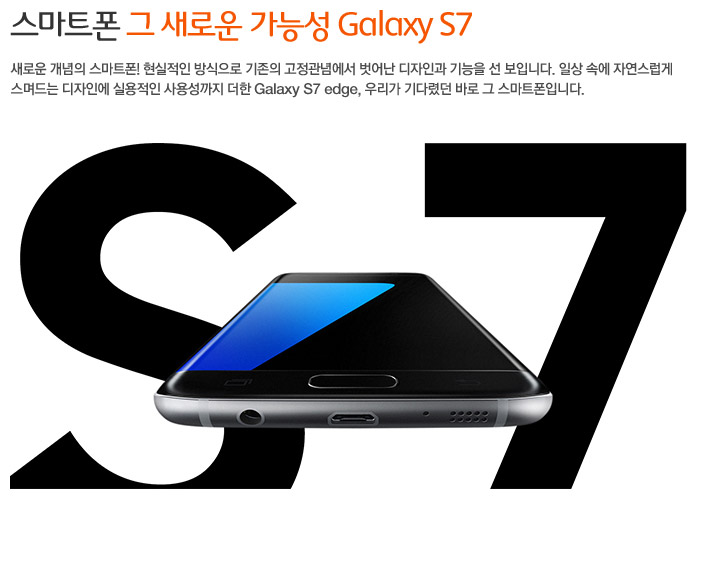 스마트폰 그 새로운 가능성 Galaxy S7
새로운 개념의 스마트폰! 현실적인 방식으로 기존의 고정관념에서 벗어난 디자인과 기능을 선 보입니다. 일상 속에 자연스럽게
스며드는 디자인에 실용적인 사용성까지 더한 Galaxy S7 edge, 우리가 기다렸던 바로 그 스마트폰입니다.
S7